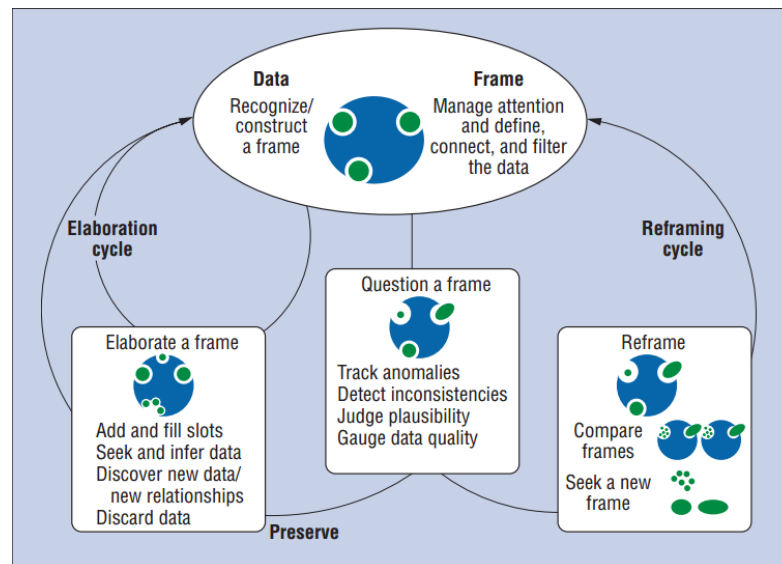 Data
Recognize/
construct
a frame
Frame
Manage attention
and define,
connect, and filter
the data
Elaboration
cycle
Reframing
cycle
Elaborate a frame
Add and fill slots
Seek and infer data
Discover new data/
new relationships
Discard data
Question a frame
Track anomalies
Detect inconsistencies
Judge plausibility
Gauge data quality
Reframe
Compare
frames
Seek a new
frame
Preserve